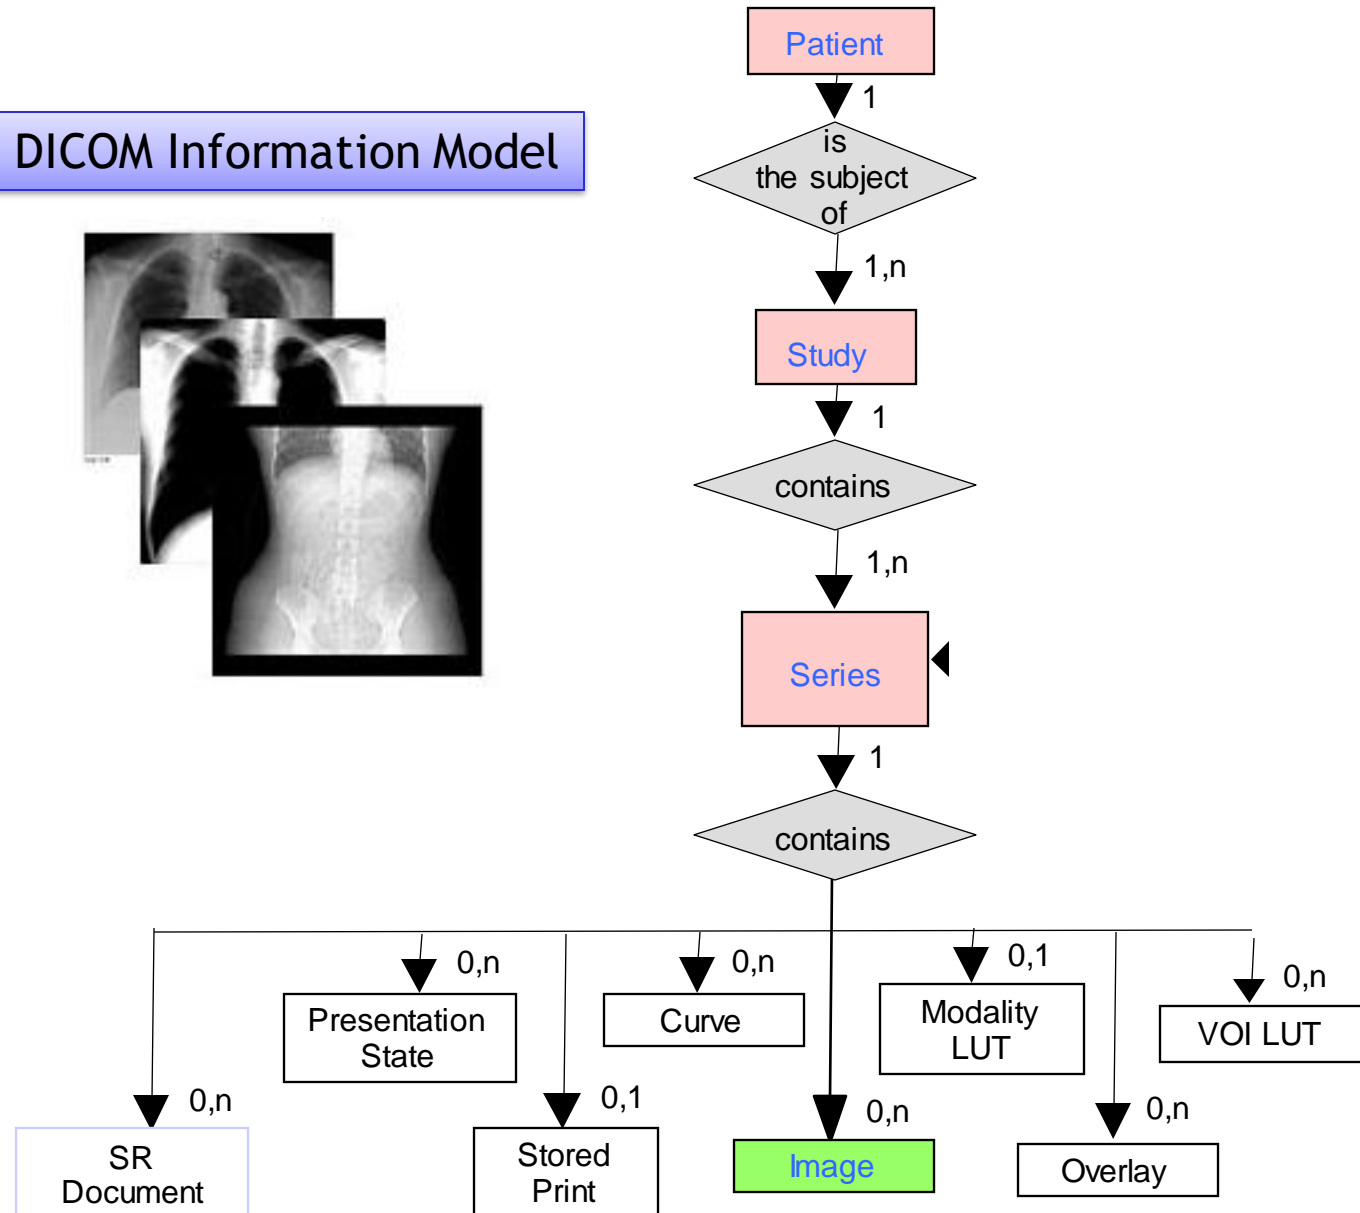 Patient
1
DICOM Information Model
is
the subject
of
1,n
Study
1
contains
1,n
Series
1
contains
0,n
0,n
0,1
0,n
Presentation
State
Curve
Modality
LUT
VOI LUT
0,n
0,1
0,n
0,n
SR
Document
Stored
Print
Image
Overlay